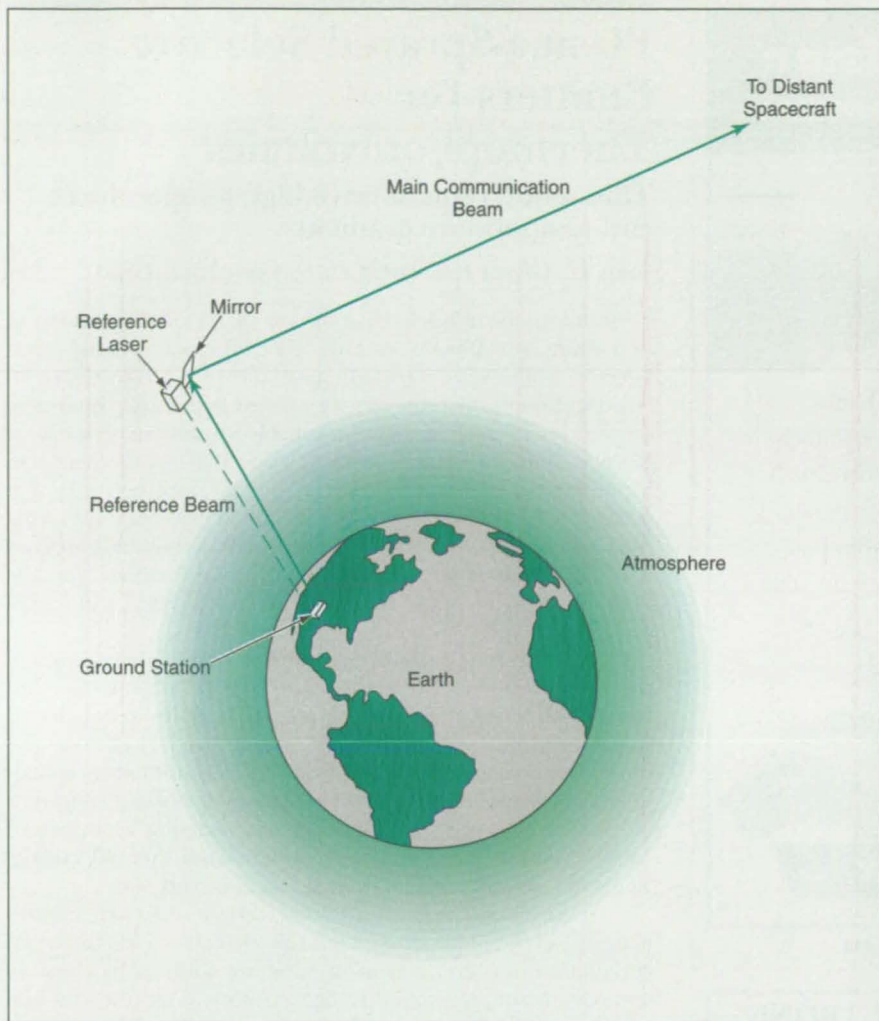 To Distant
Spacecraft
Main Communication
Beam
Mirror
Reference
Laser
Reference Beam
Atmosphere
Ground Station
Earth